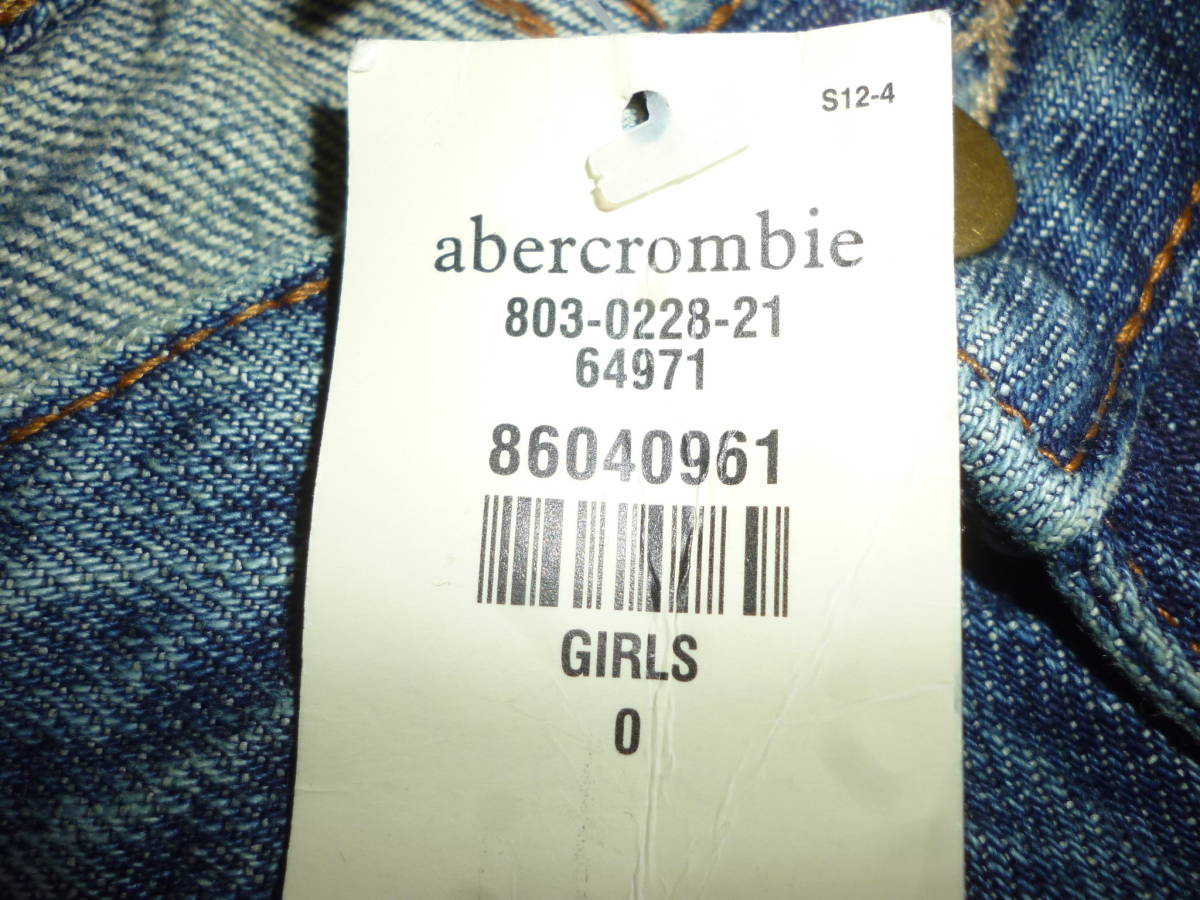 S12-4
abercrombie
803-0228-21
64971
86040961
GIRLS
0